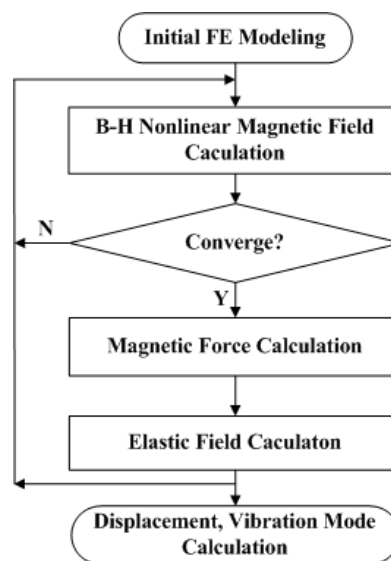 Initial FE Modeling
B-H Nonlinear Magnetic Field
Caculation
Converge?
N
Y
Magnetic Force Calculation
Elastic Field Caculaton
Displacement, Vibration Mode
Calculation